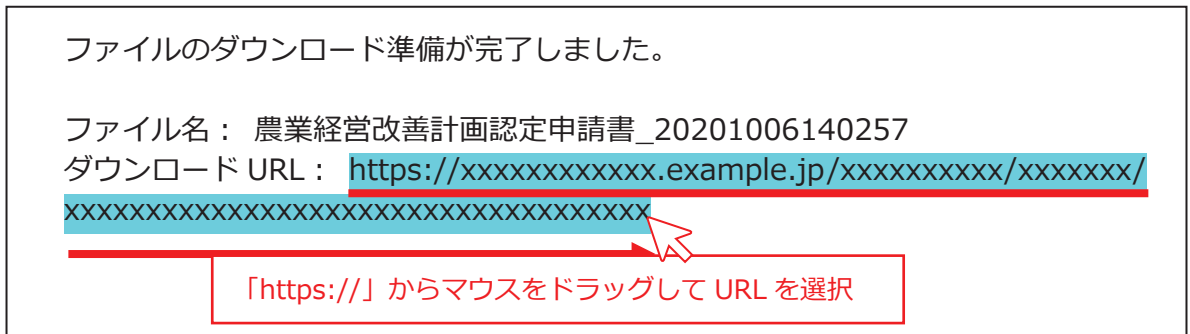 ファイルのダウンロード準備が完了しました。
ファイル名： 農業経営改善計画認定申請書_20201006140257
ダウンロード URL： https://xxxxxxxxxxxx.example.jp/xxxxxxxxxx/xxxxxxx/
xxxxxxxxxxxxxxxxxxxxxxxxxxxxxxxxxxxx
「https://」からマウスをドラッグして URL を選択